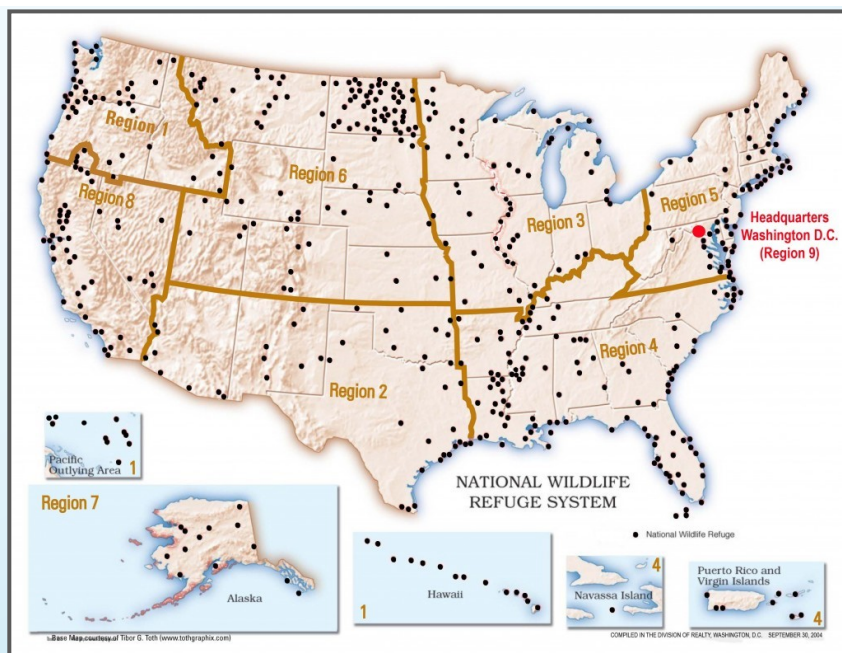 Region 1
Region 8
Region 6
Region 3
Region 5
Headquarters
Washington D.C.
(Region 9)
Region 2
Region 4
Pacific
Outlying Area
1
NATIONAL WILDLIFE
REFUGE SYSTEM
National Wildlife Refuge
Region 7
Alaska
1
Hawaii
4
Navassa Island
Puerto Rico and
Virgin Islands
4
Base Map courtesy of Tibor G. Toth (www.tothgraphix.com)
COMPILED IN THE DIVISION OF REALTY, WASHINGTON, D.C. SEPTEMBER 30, 2004